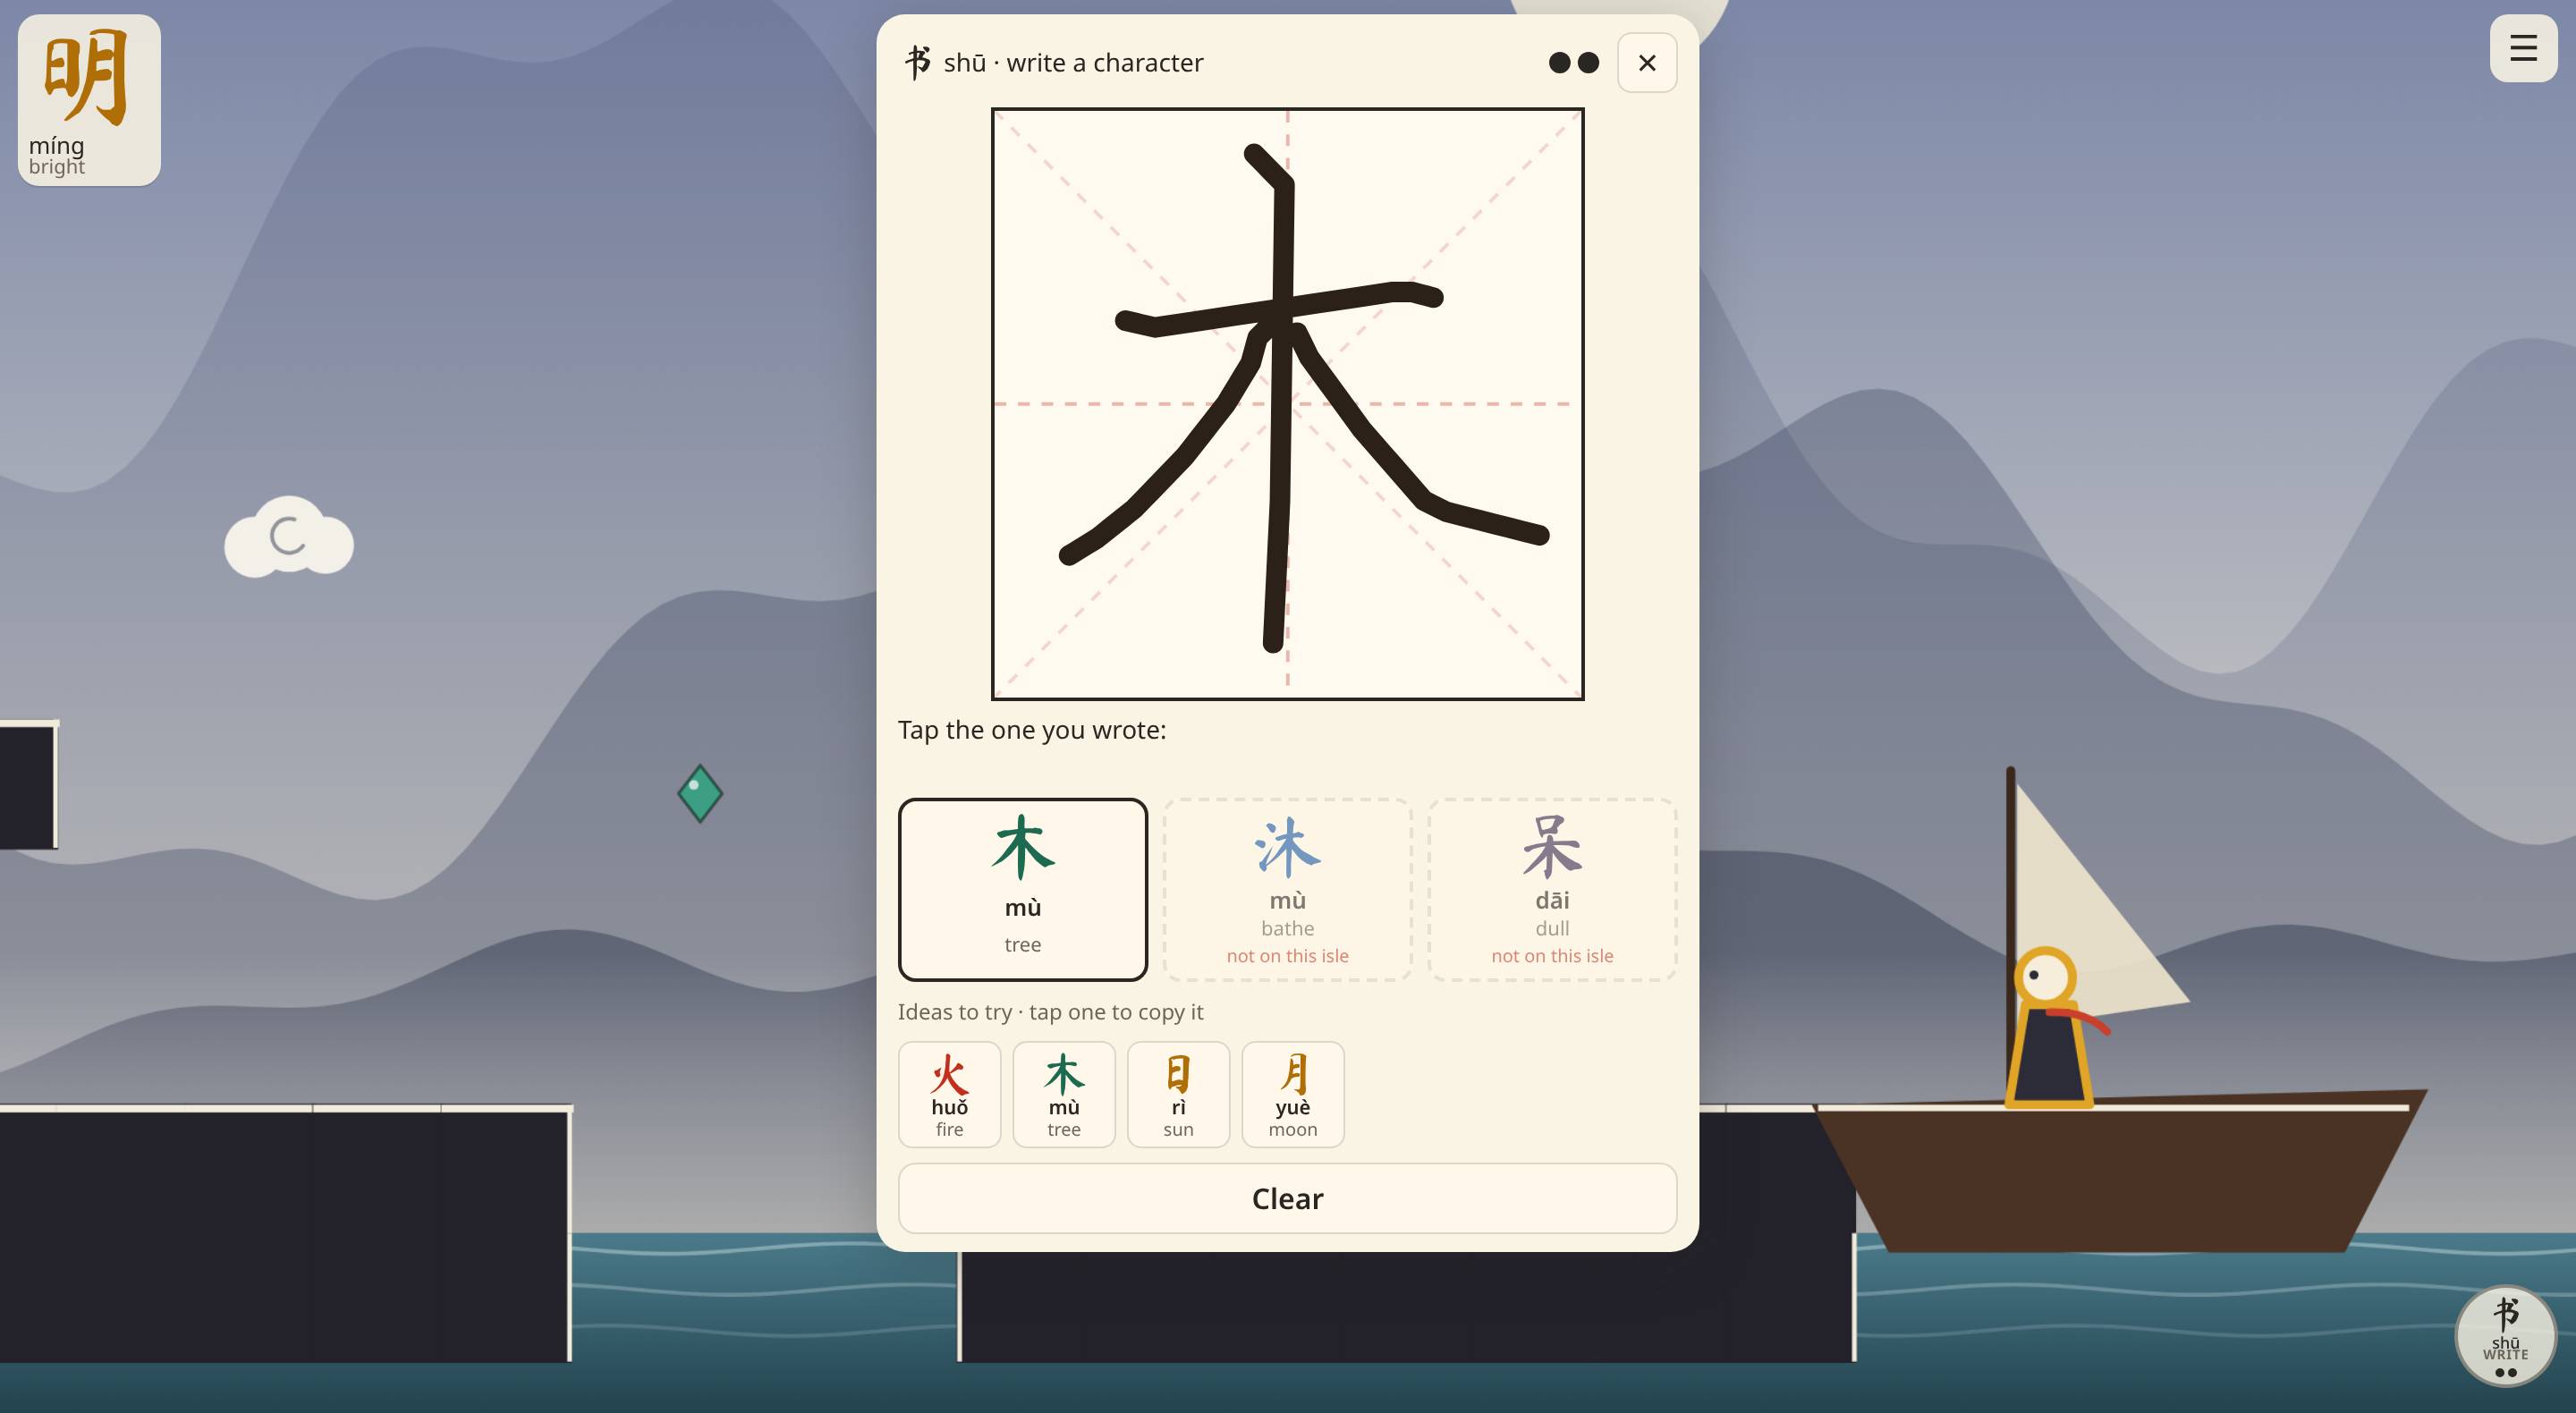 明
míng
bright
书 shū · write a character
✕
☰
木
Tap the one you wrote:
木
mù
tree
沐
mù
bathe
not on this isle
呆
dāi
dull
not on this isle
Ideas to try · tap one to copy it
火
huǒ
fire
木
mù
tree
日
rì
sun
月
yuè
moon
Clear
书
shū
WRITE